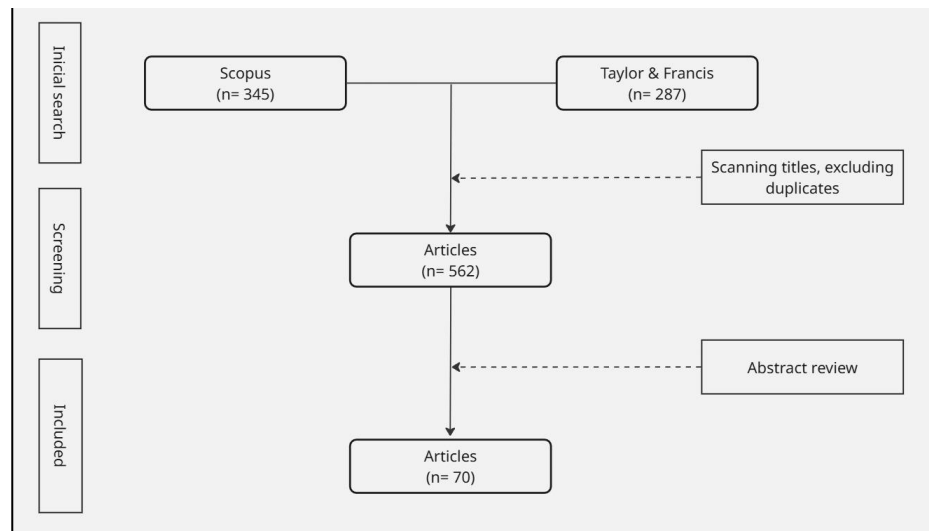 Inicial search
Scopus
(n= 345)
Taylor & Francis
(n= 287)
Scanning titles, excluding
duplicates
Screening
Articles
(n= 562)
Abstract review
Included
Articles
(n= 70)